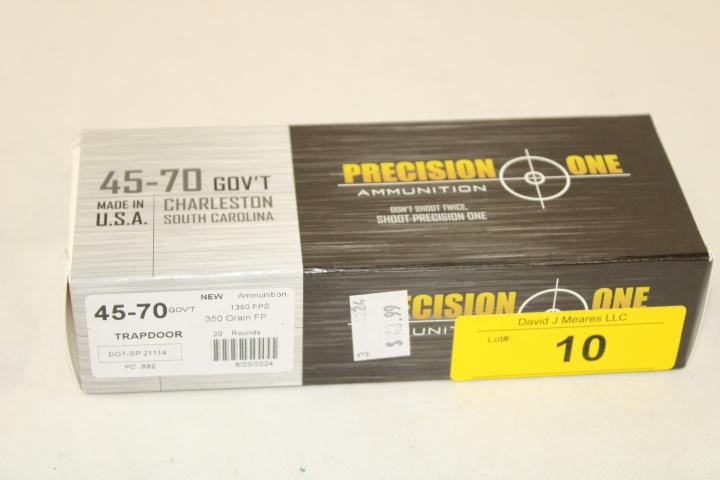 45-70 GOV'T
MADE IN
U.S.A.
CHARLESTON
SOUTH CAROLINA
PRECISION ONE
AMMUNITION
DON'T SHOOT TWICE,
SHOOT PRECISION ONE
45-70 GOV'T
TRAPDOOR
DOT-SP 21114
PC 882
NEW Ammunition
1350 FPS
350 Grain FP
20 Rounds
8/23/2024
$ 43.99
ECISION ONE
MUNITI
David J Meares LLC
Lot#
10